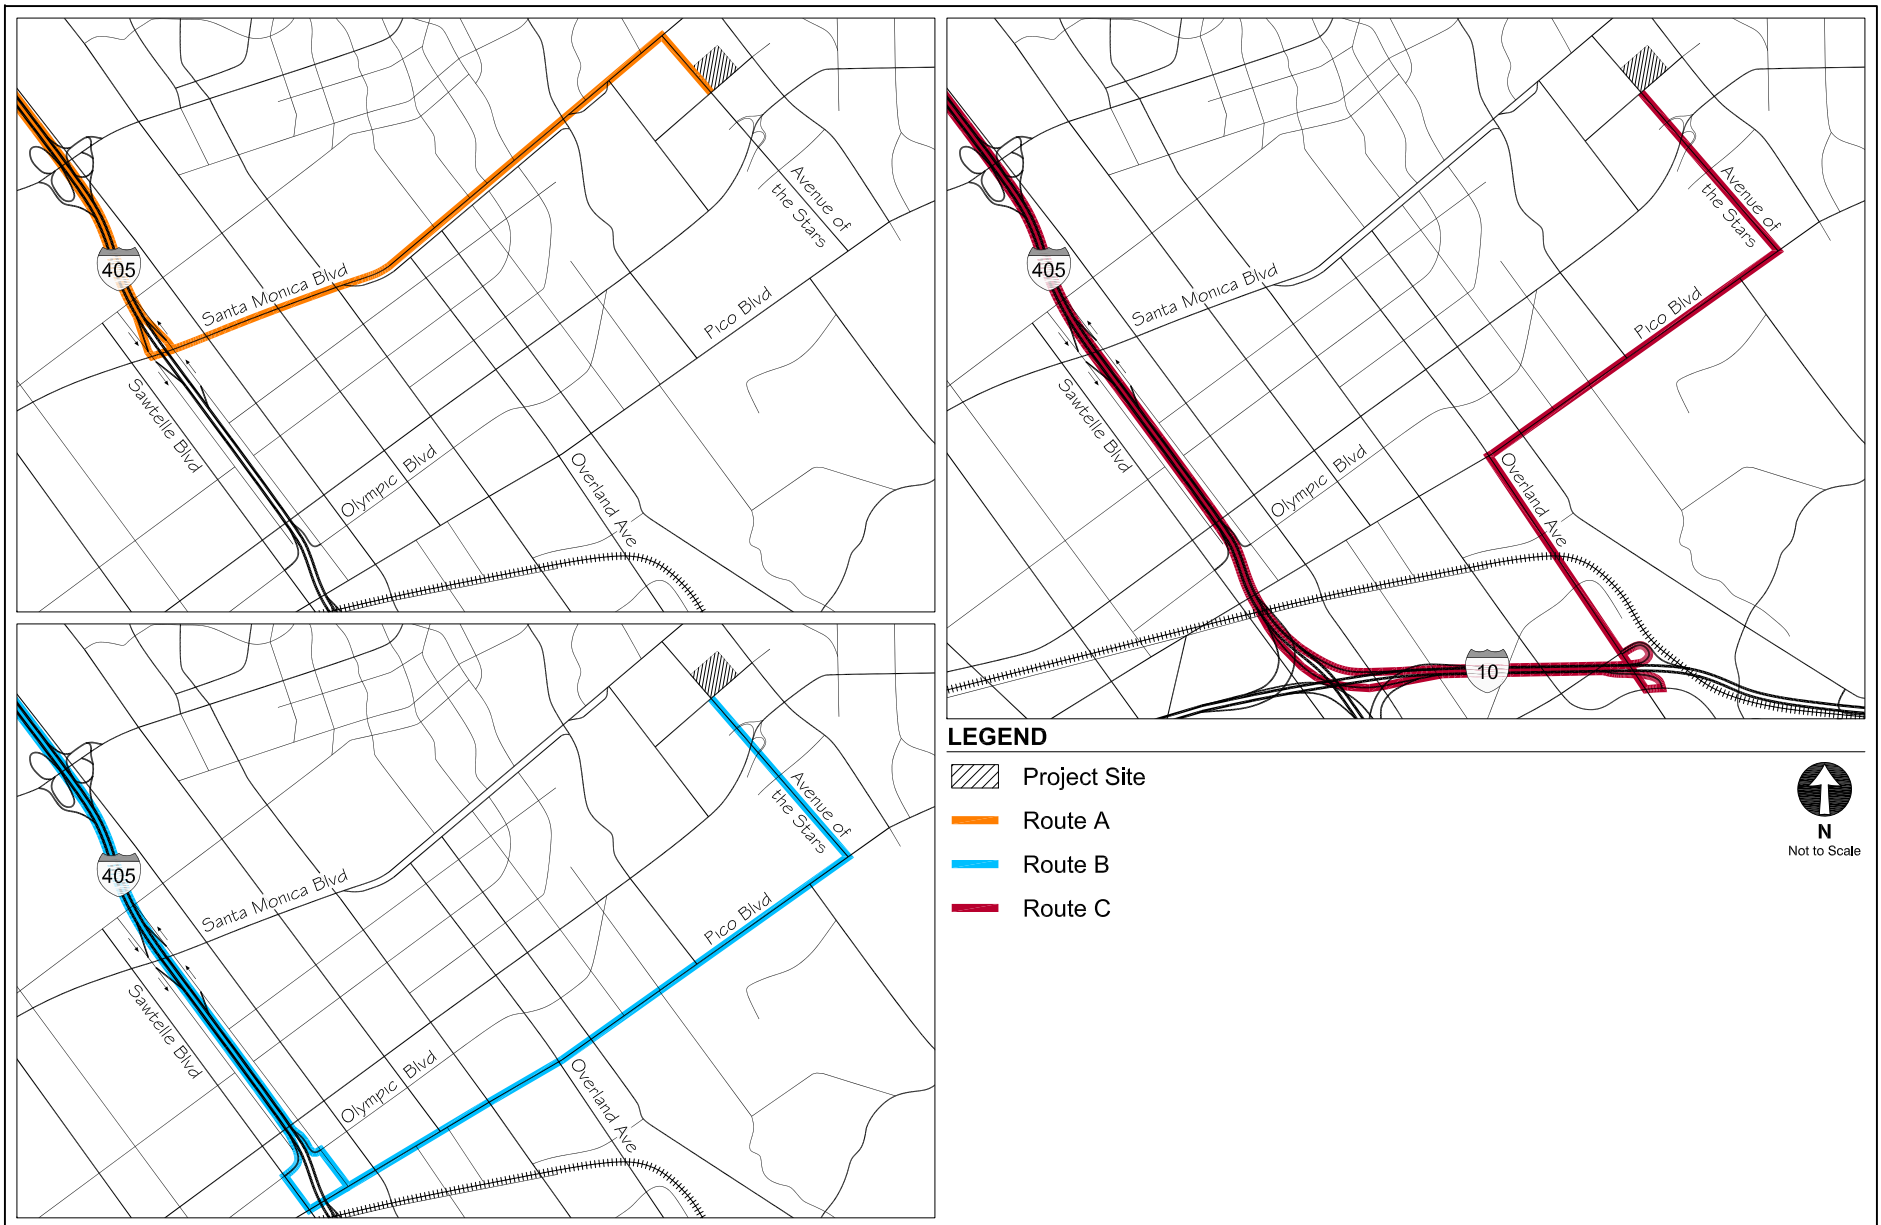 Avenue of
the Stars
405
Santa Monica Blvd
Pico Blvd
Sawtelle Blvd
Olympic Blvd
Overland Ave
Avenue of
the Stars
405
Santa Monica Blvd
Pico Blvd
Sawtelle Blvd
Olympic Blvd
Overland Ave
10
Avenue of
the Stars
405
Santa Monica Blvd
Pico Blvd
Sawtelle Blvd
Olympic Blvd
Overland Ave
LEGEND
Project Site
Route A
Route B
Route C
N
Not to Scale